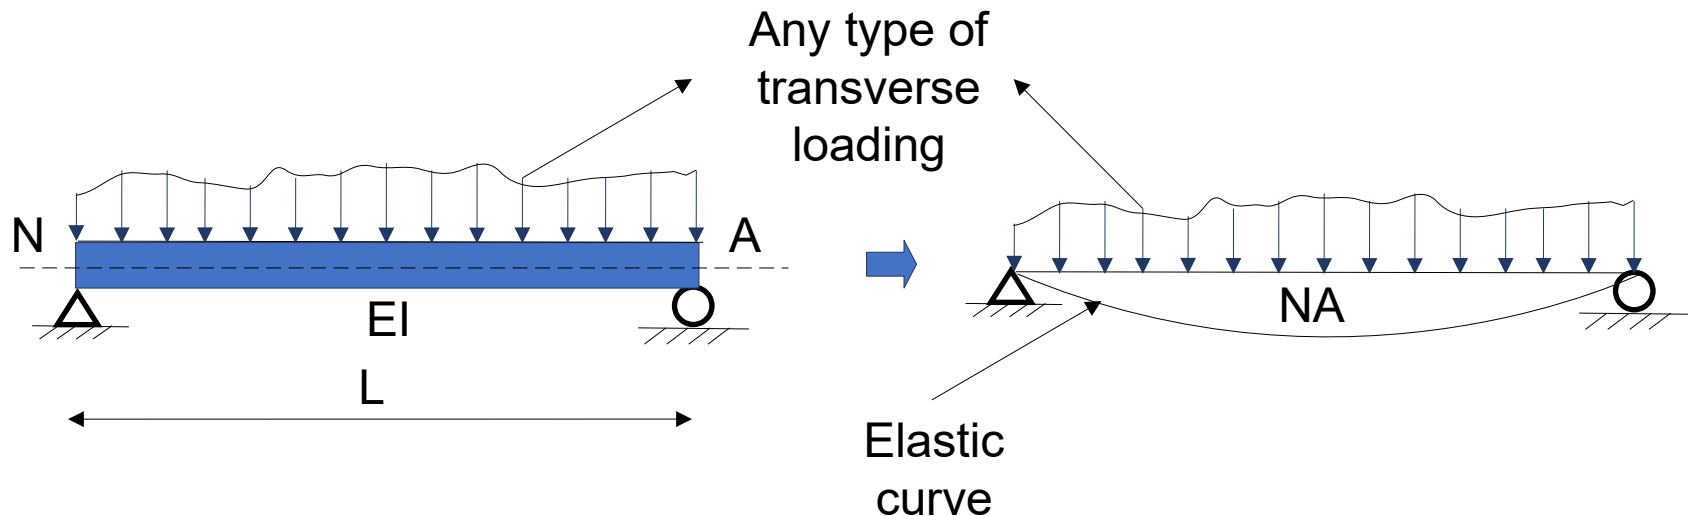 Any type of
transverse
loading
N
A
EI
NA
L
Elastic
curve